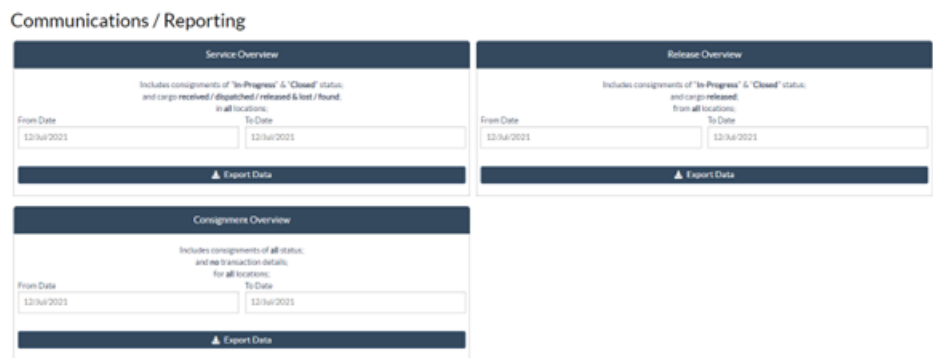 Communications / Reporting
Service Overview
Includes consignments of "In-Progress" & "Closed" status;
and cargo received / dispatched / released & lost / found;
in all locations;
From Date To Date
12/Jul/2021 12/Jul/2021
Export Data
Release Overview
Includes consignments of "In-Progress" & "Closed" status;
and cargo released;
from all locations;
From Date To Date
12/Jul/2021 12/Jul/2021
Export Data
Consignment Overview
Includes consignments of all status;
and no transaction details;
for all locations;
From Date To Date
12/Jul/2021 12/Jul/2021
Export Data